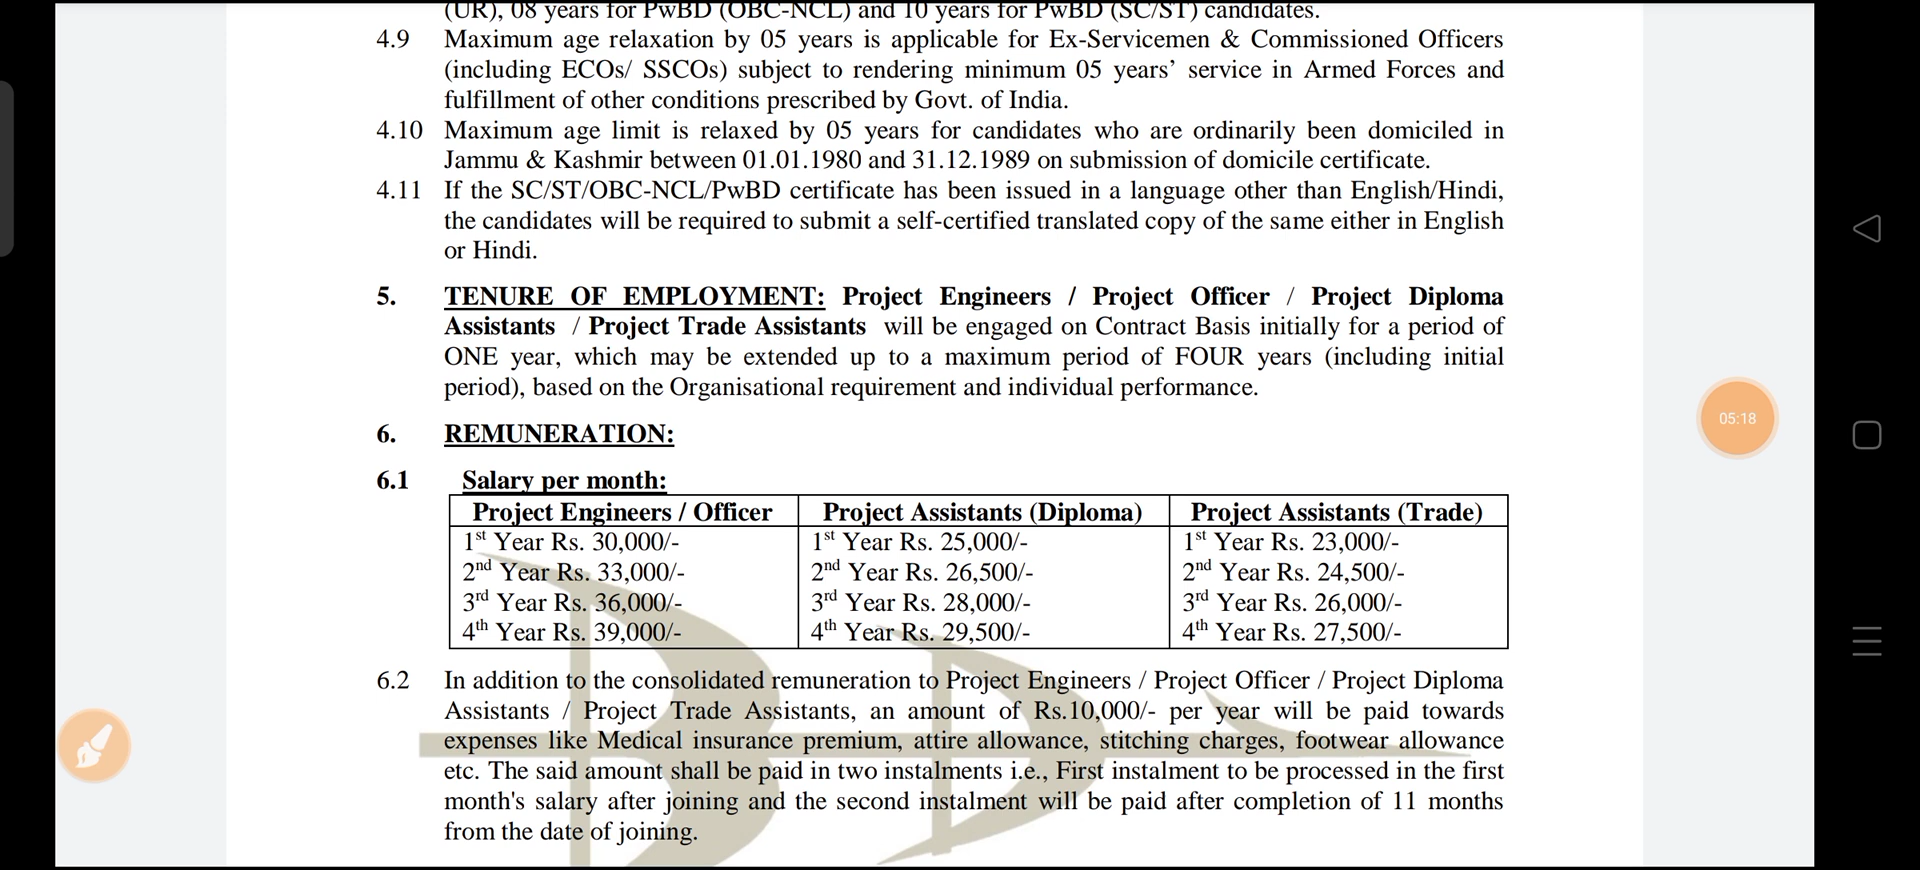 (UR), 08 years for PwBD (OBC-NCL) and 10 years for PwBD (SC/ST) candidates.
4.9 Maximum age relaxation by 05 years is applicable for Ex-Servicemen & Commissioned Officers
(including ECOs/ SSCOs) subject to rendering minimum 05 years’ service in Armed Forces and
fulfillment of other conditions prescribed by Govt. of India.
4.10 Maximum age limit is relaxed by 05 years for candidates who are ordinarily been domiciled in
Jammu & Kashmir between 01.01.1980 and 31.12.1989 on submission of domicile certificate.
4.11 If the SC/ST/OBC-NCL/PwBD certificate has been issued in a language other than English/Hindi,
the candidates will be required to submit a self-certified translated copy of the same either in English
or Hindi.
5. TENURE OF EMPLOYMENT: Project Engineers / Project Officer / Project Diploma
Assistants / Project Trade Assistants will be engaged on Contract Basis initially for a period of
ONE year, which may be extended up to a maximum period of FOUR years (including initial
period), based on the Organisational requirement and individual performance.
05:18
6. REMUNERATION:
6.1 Salary per month:
Project Engineers / Officer Project Assistants (Diploma) Project Assistants (Trade)
1st Year Rs. 30,000/- 1st Year Rs. 25,000/- 1st Year Rs. 23,000/-
2nd Year Rs. 33,000/- 2nd Year Rs. 26,500/- 2nd Year Rs. 24,500/-
3rd Year Rs. 36,000/- 3rd Year Rs. 28,000/- 3rd Year Rs. 26,000/-
4th Year Rs. 39,000/- 4th Year Rs. 29,500/- 4th Year Rs. 27,500/-
6.2 In addition to the consolidated remuneration to Project Engineers / Project Officer / Project Diploma
Assistants / Project Trade Assistants, an amount of Rs.10,000/- per year will be paid towards
expenses like Medical insurance premium, attire allowance, stitching charges, footwear allowance
etc. The said amount shall be paid in two instalments i.e., First instalment to be processed in the first
month's salary after joining and the second instalment will be paid after completion of 11 months
from the date of joining.